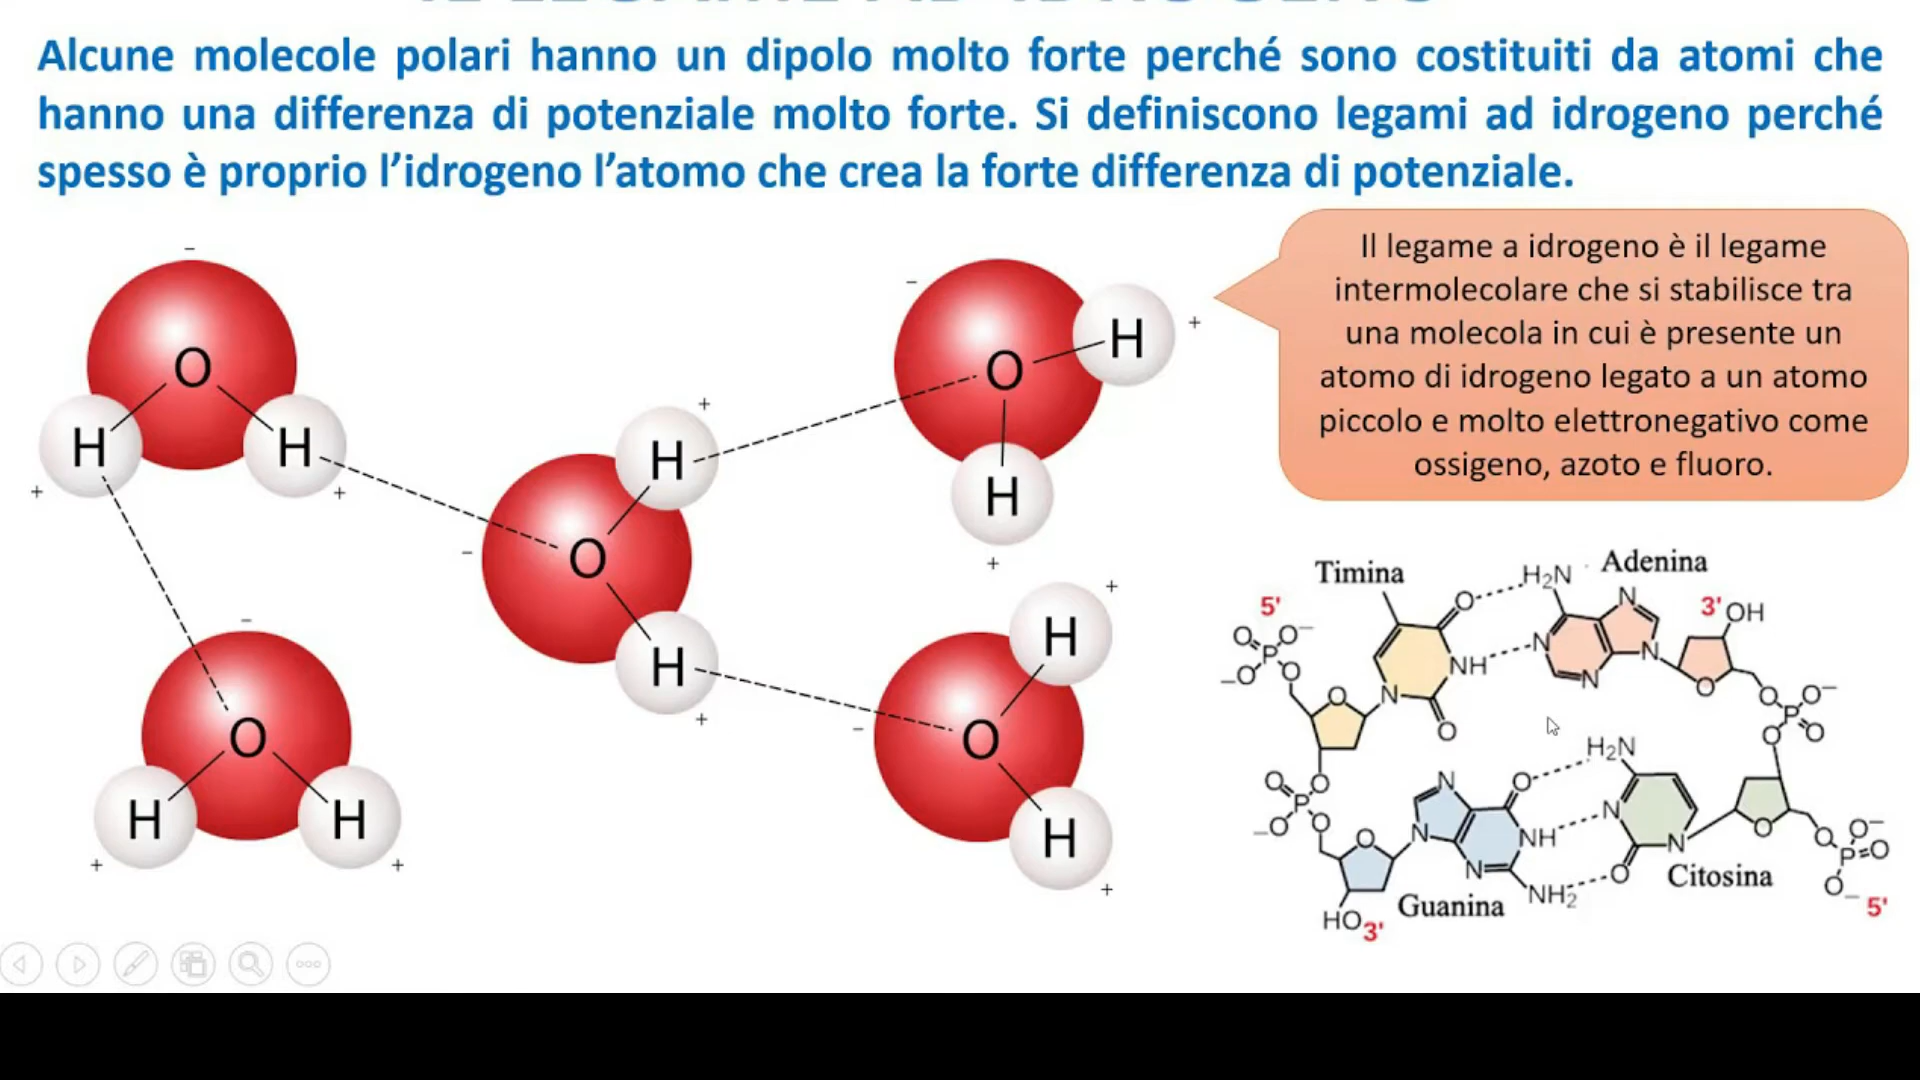 Alcune molecole polari hanno un dipolo molto forte perché sono costituiti da atomi che
hanno una differenza di potenziale molto forte. Si definiscono legami ad idrogeno perché
spesso è proprio l’idrogeno l’atomo che crea la forte differenza di potenziale.
Il legame a idrogeno è il legame
intermolecolare che si stabilisce tra
una molecola in cui è presente un
atomo di idrogeno legato a un atomo
piccolo e molto elettronegativo come
ossigeno, azoto e fluoro.
−
O
H
H
+
+
−
O
H
H
+
+
−
O
H
H
+
+
−
O
H
H
+
+
−
O
H
H
+
+
Timina
Adenina
5'
O
O−
P
−O
O
O
N
O
NH
O
H2N
N
N
N
N
O
3'
OH
O
O−
P
O
O
O
P
−O
O
O
O
HO
3'
N
N
O
NH
N
NH2
Guanina
H2N
N
N
O
Citosina
O
O
O−
P=O
O−
5'